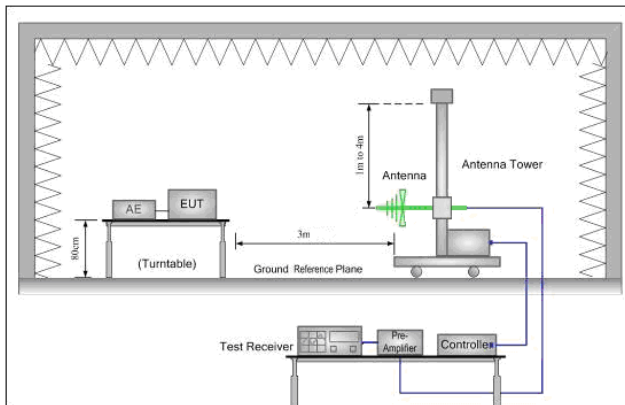 1m to 4m
Antenna
Antenna Tower
AE
EUT
80cm
(Turntable)
3m
Ground Reference Plane
Test Receiver
Pre-
Amplifier
Controller